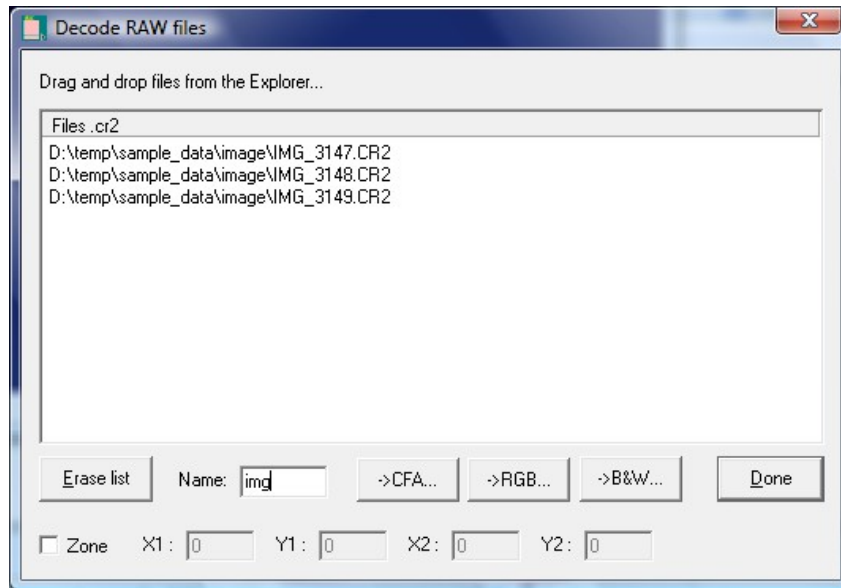 Decode RAW files
Drag and drop files from the Explorer...
Files .cr2
D:\temp\sample_data\image\IMG_3147.CR2
D:\temp\sample_data\image\IMG_3148.CR2
D:\temp\sample_data\image\IMG_3149.CR2
Erase list Name: img ->CFA... ->RGB... ->B&W... Done
Zone X1 : 0 Y1 : 0 X2 : 0 Y2 : 0